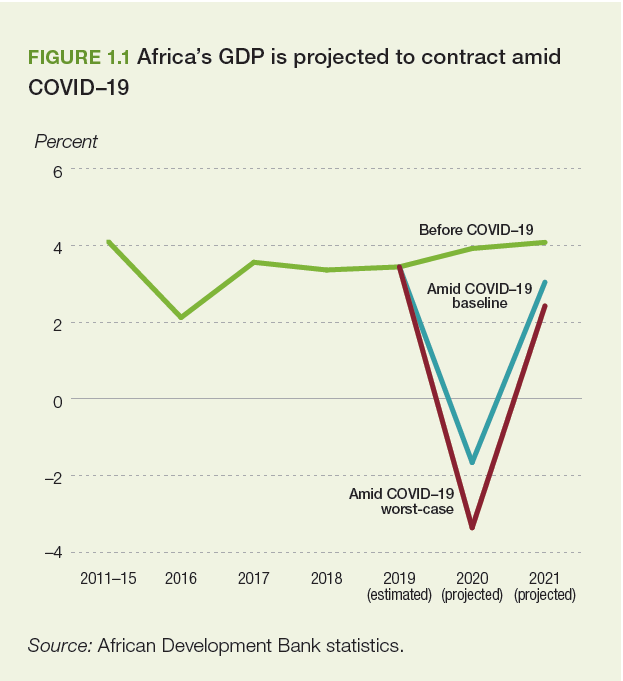 FIGURE 1.1 Africa’s GDP is projected to contract amid
COVID–19
Percent
6
4
2
0
–2
–4
Before COVID–19
Amid COVID–19
baseline
Amid COVID–19
worst-case
2011–15 2016 2017 2018 2019 2020 2021
(estimated) (projected) (projected)
Source: African Development Bank statistics.